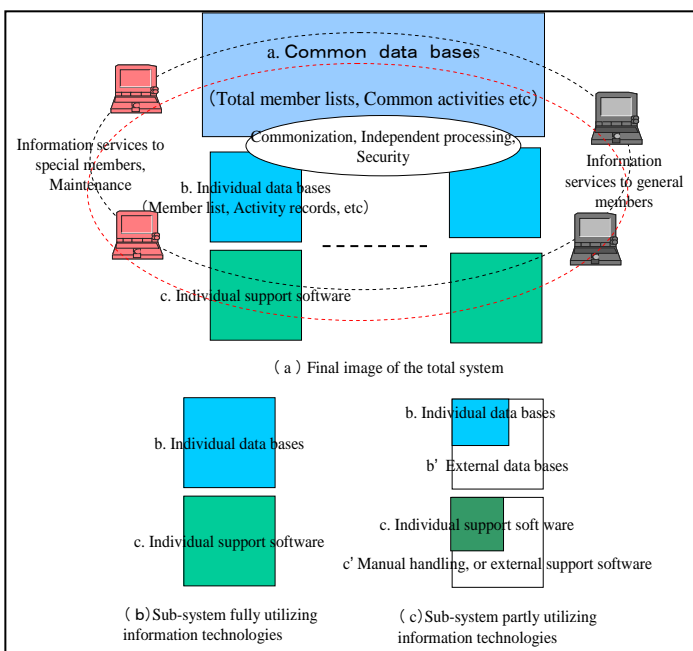 a. Common data bases
(Total member lists, Common activities etc)
Commonization, Independent processing,
Security
Information services to
special members,
Maintenance
Information
services to general
members
b. Individual data bases
(Member list, Activity records, etc)
c. Individual support software
(a) Final image of the total system
b. Individual data bases
c. Individual support software
b. Individual data bases
b' External data bases
c. Individual support soft ware
c' Manual handling, or external support software
(b) Sub-system fully utilizing
information technologies
(c) Sub-system partly utilizing
information technologies